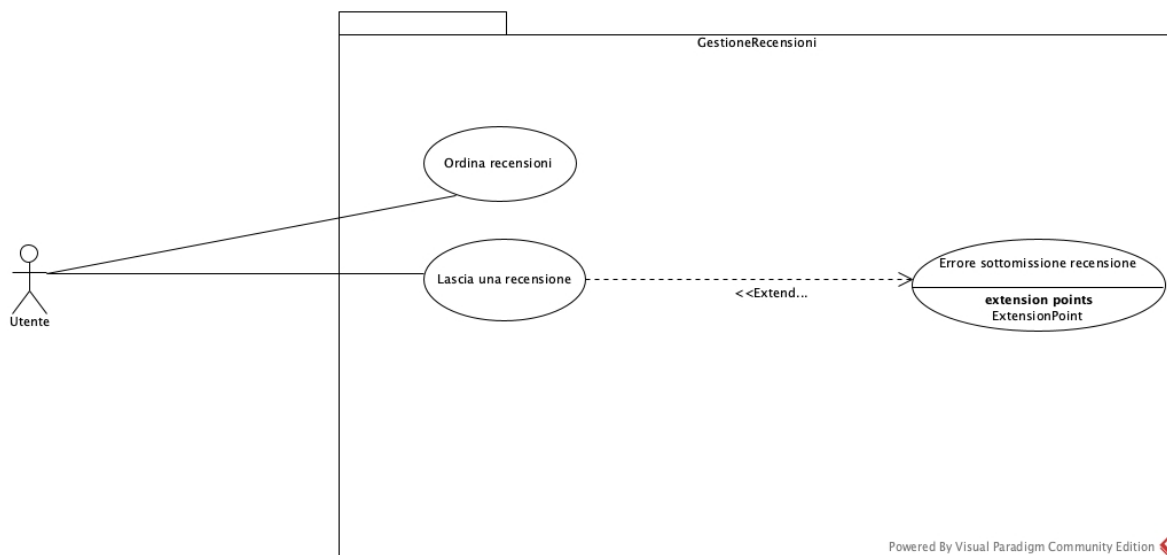 GestioneRecensioni
Ordina recensioni
Utente
Lascia una recensione
<<Extend...
Errore sottomissione recensione
extension points
ExtensionPoint
Powered By Visual Paradigm Community Edition